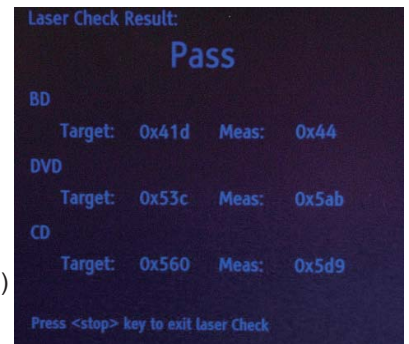 Laser Check Result:
Pass
BD
Target: 0x41d Meas: 0x44
DVD
Target: 0x53c Meas: 0x5ab
CD
Target: 0x560 Meas: 0x5d9
)
Press <stop> key to exit laser Check